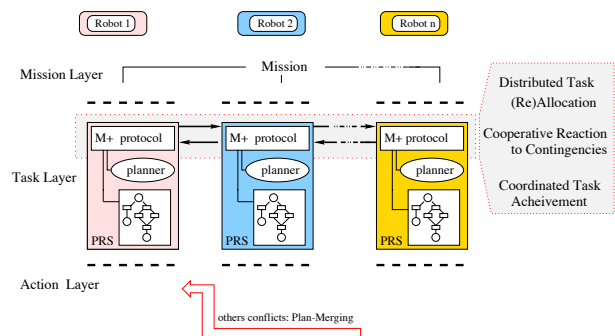 Robot 1
Robot 2
Robot n
Mission Layer
Mission
Distributed Task
(Re)Allocation
M+ protocol
M+ protocol
M+ protocol
Cooperative Reaction
to Contingencies
Task Layer
planner
planner
planner
Coordinated Task
Acheivement
PRS
PRS
PRS
Action Layer
others conflicts: Plan-Merging